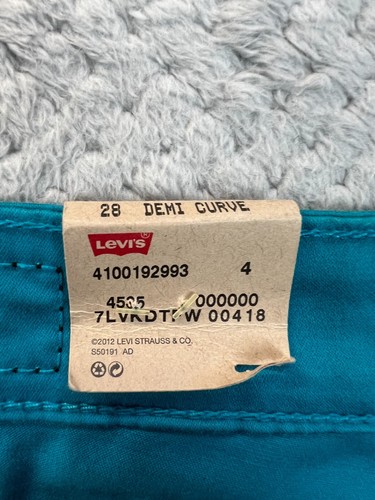 28 DEMI CURVE
LEVI'S
4100192993 4
000000
00418
©2012 LEVI STRAUSS & CO.
S50191 AD